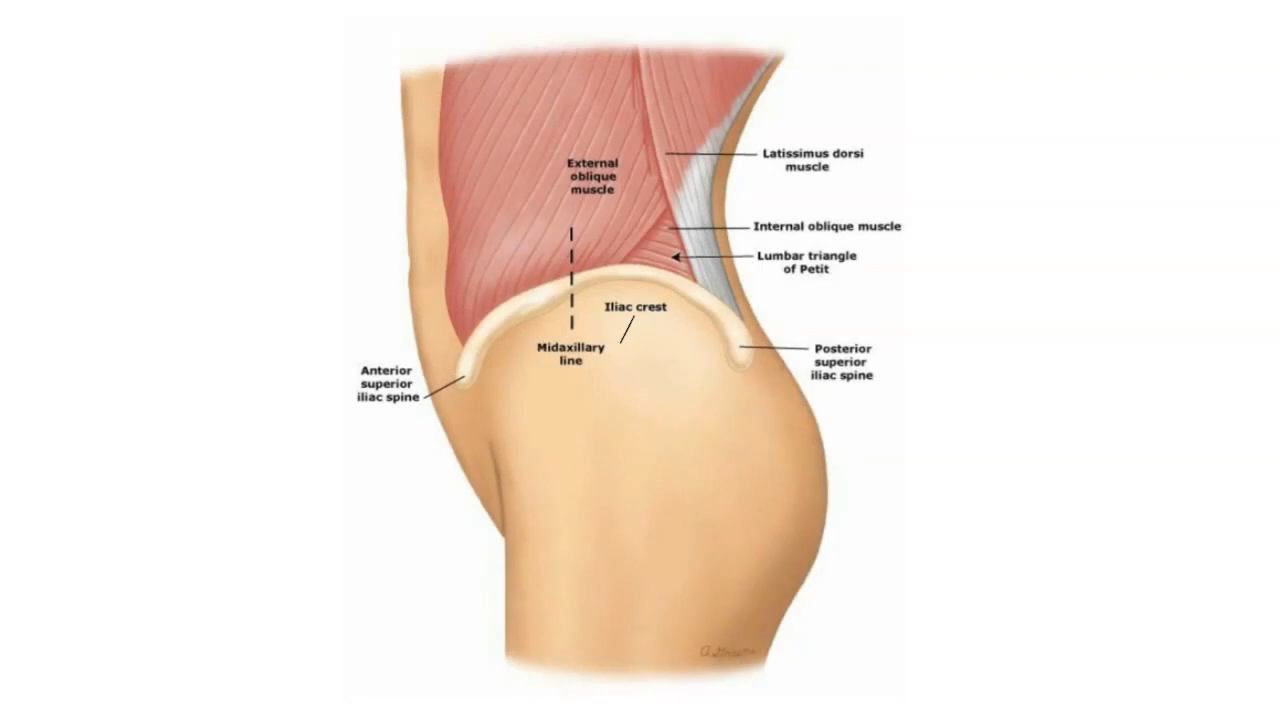 External
oblique
muscle
Latissimus dorsi
muscle
Internal oblique muscle
Lumbar triangle
of Petit
Iliac crest
Midaxillary
line
Anterior
superior
iliac spine
Posterior
superior
iliac spine